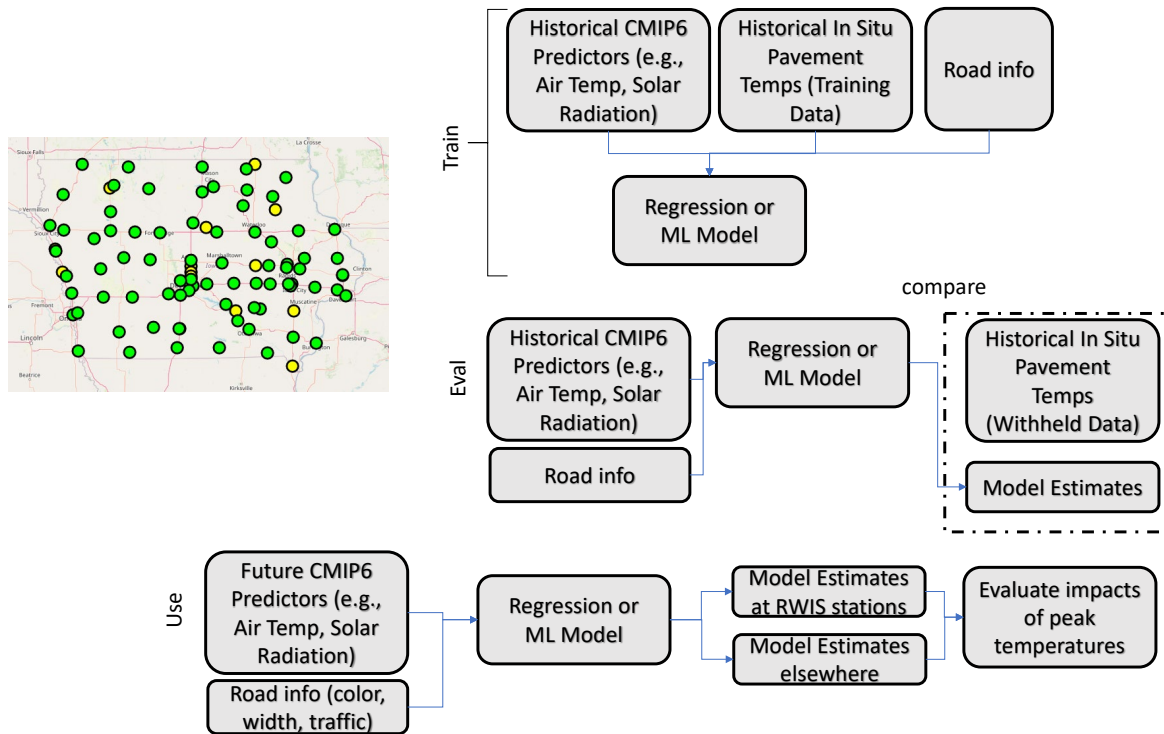 Historical CMIP6
Predictors (e.g.,
Air Temp, Solar
Radiation)
Historical In Situ
Pavement
Temps (Training
Data)
Road info
Train
Regression or
ML Model
Sioux Falls
La Crosse
Vermillion
Waterloo
Marshalltown
Clinton
Muscatine
Fremont
Lincoln
Galesburg
Beatrice
Kirksville
compare
Eval
Historical CMIP6
Predictors (e.g.,
Air Temp, Solar
Radiation)
Road info
Regression or
ML Model
Historical In Situ
Pavement
Temps
(Withheld Data)
Model Estimates
Use
Future CMIP6
Predictors (e.g.,
Air Temp, Solar
Radiation)
Road info (color,
width, traffic)
Regression or
ML Model
Model Estimates
at RWIS stations
Model Estimates
elsewhere
Evaluate impacts
of peak
temperatures